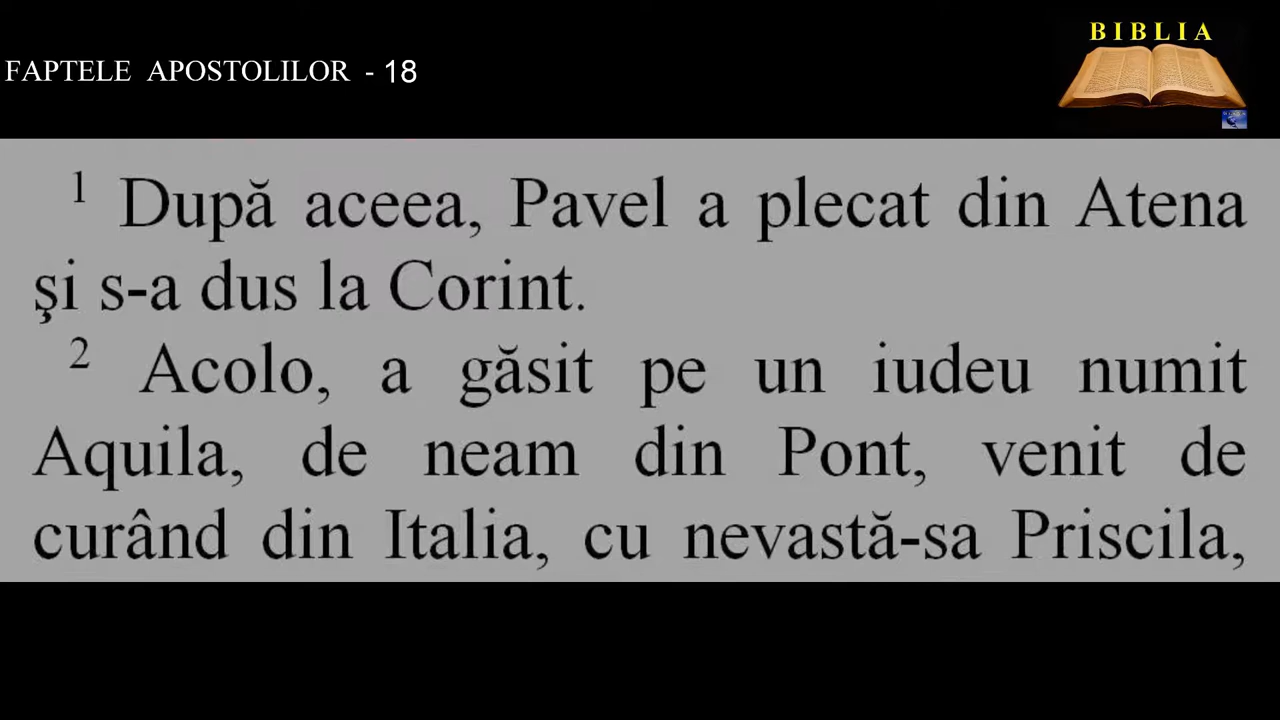 BIBLIA
FAPTELE APOSTOLILOR - 18
1 După aceea, Pavel a plecat din Atena
şi s-a dus la Corint.
2 Acolo, a găsit pe un iudeu numit
Aquila, de neam din Pont, venit de
curând din Italia, cu nevastă-sa Priscila,